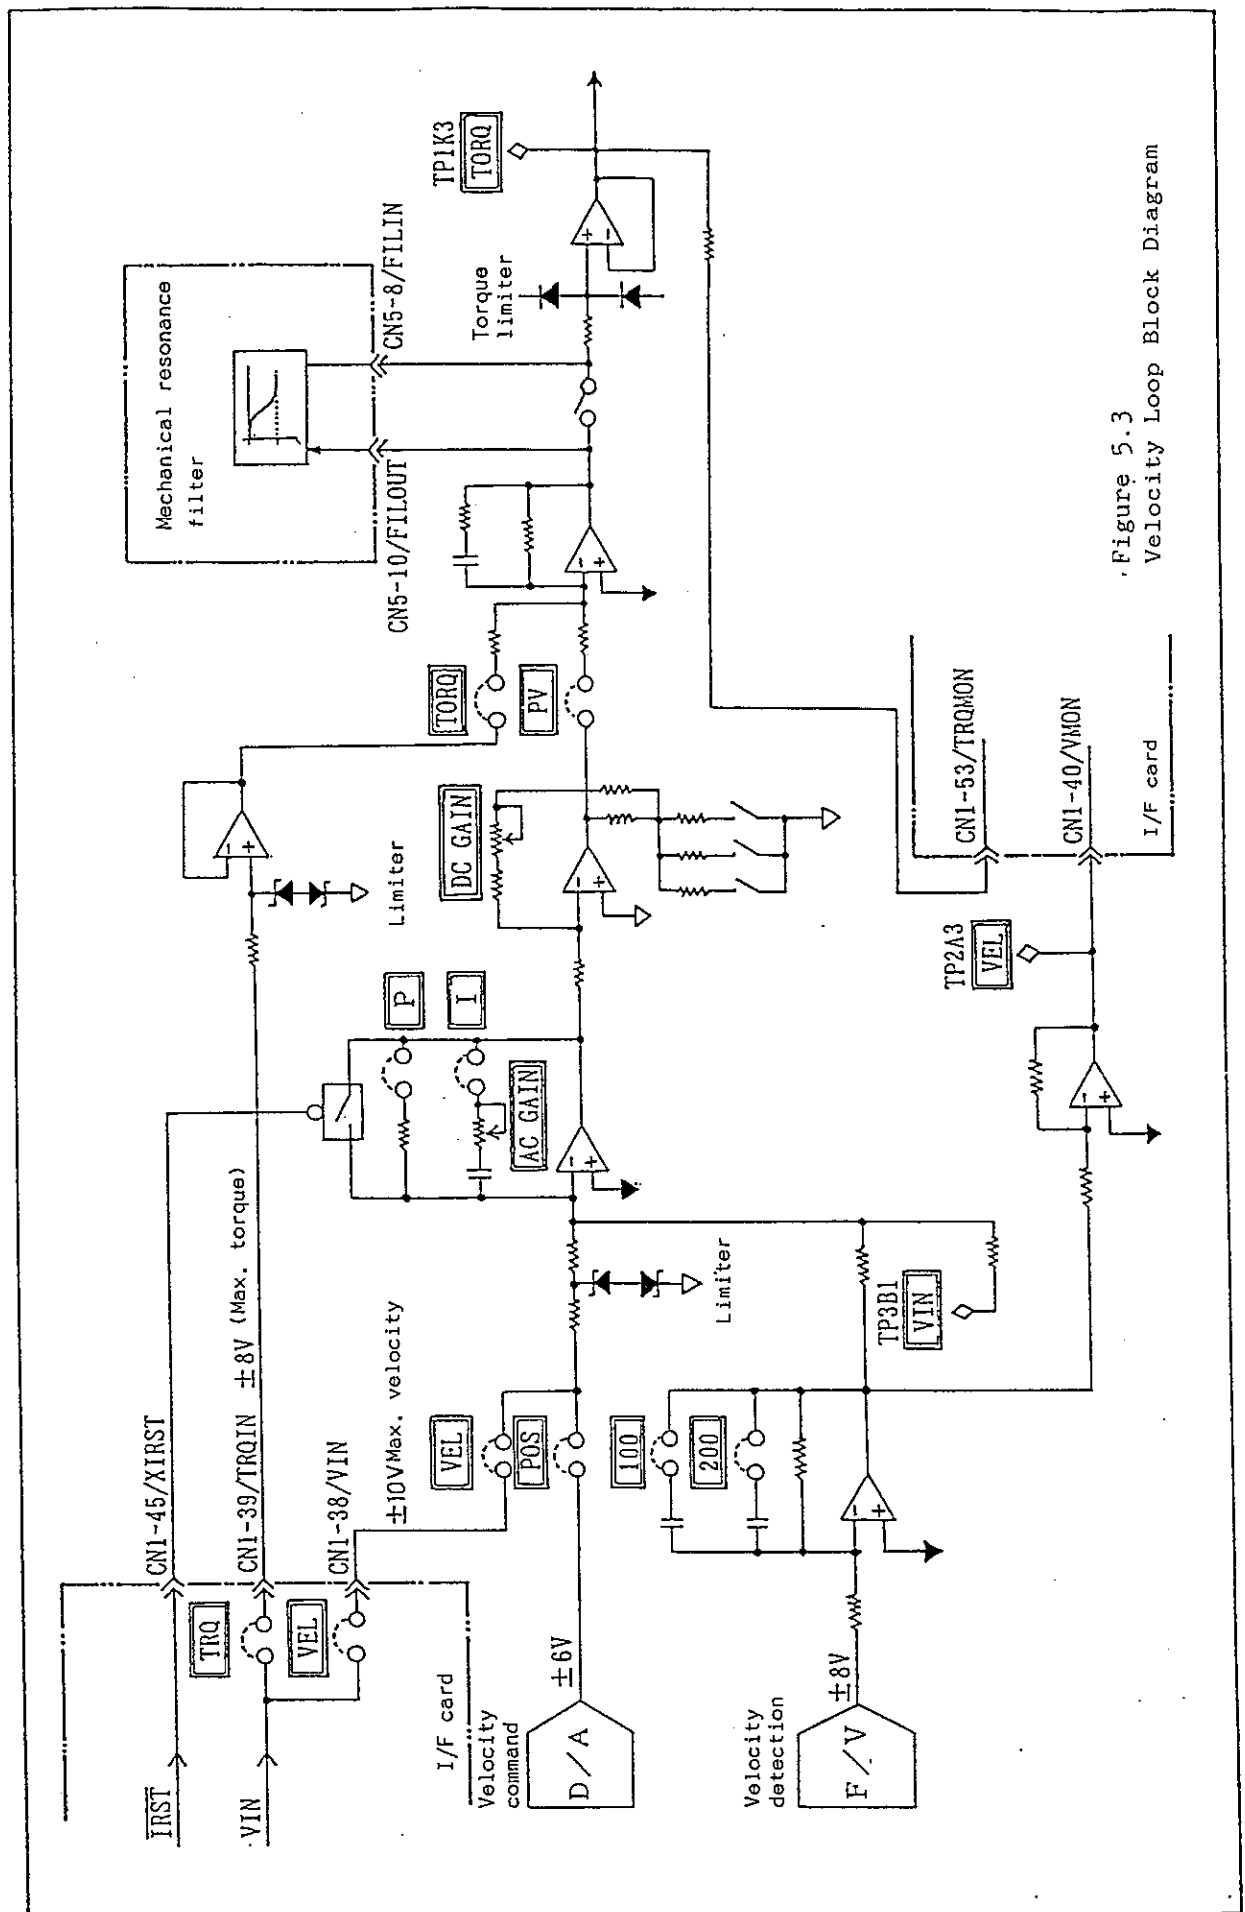 IRST
VIN
TRQ
VEL
CN1-45/XIRST
CN1-39/TRQIN
CN1-38/VIN
±8V (Max. torque)
±10VMax. velocity
I/F card
Velocity
command
D/A
±6V
VEL
POS
Velocity
detection
F/V
±8V
100
200
Limiter
TP3B1
VIN
P
I
AC GAIN
Limiter
DC GAIN
TORQ
PV
Mechanical resonance
filter
CN5-10/FILOUT
CN5-8/FILIN
Torque
limiter
TP1K3
TORQ
TP2A3
VEL
CN1-53/TRQMON
CN1-40/VMON
I/F card
Figure 5.3
Velocity Loop Block Diagram